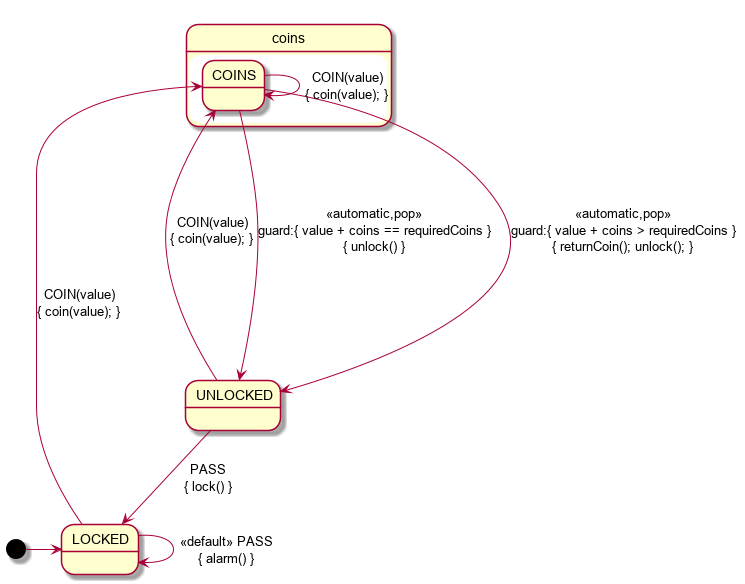 coins
COINS
COIN(value)
{ coin(value); }
COIN(value)
{ coin(value); }
«automatic,pop»
guard:{ value + coins == requiredCoins }
{ unlock() }
«automatic,pop»
guard:{ value + coins > requiredCoins }
{ returnCoin(); unlock(); }
COIN(value)
{ coin(value); }
UNLOCKED
PASS
{ lock() }
LOCKED
«default» PASS
{ alarm() }